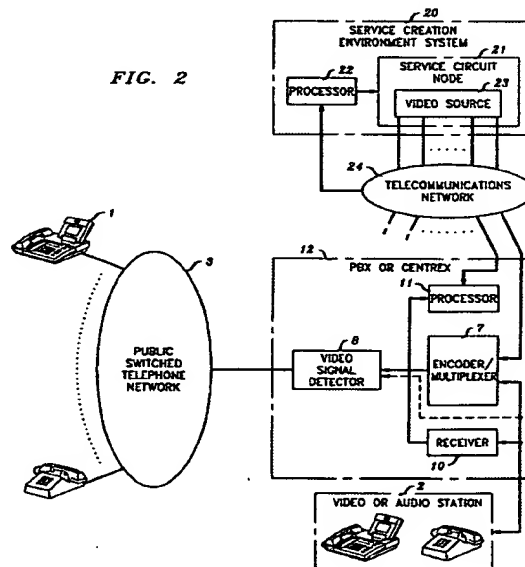 FIG. 2
20
SERVICE CREATION
ENVIRONMENT SYSTEM
21
SERVICE CIRCUIT
NODE
22
PROCESSOR
23
VIDEO SOURCE
24
TELECOMMUNICATIONS
NETWORK
1
3
PUBLIC
SWITCHED
TELEPHONE
NETWORK
12
PBX OR CENTREX
11
PROCESSOR
7
ENCODER/
MULTIPLEXER
8
VIDEO
SIGNAL
DETECTOR
RECEIVER
10
2
VIDEO OR AUDIO STATION